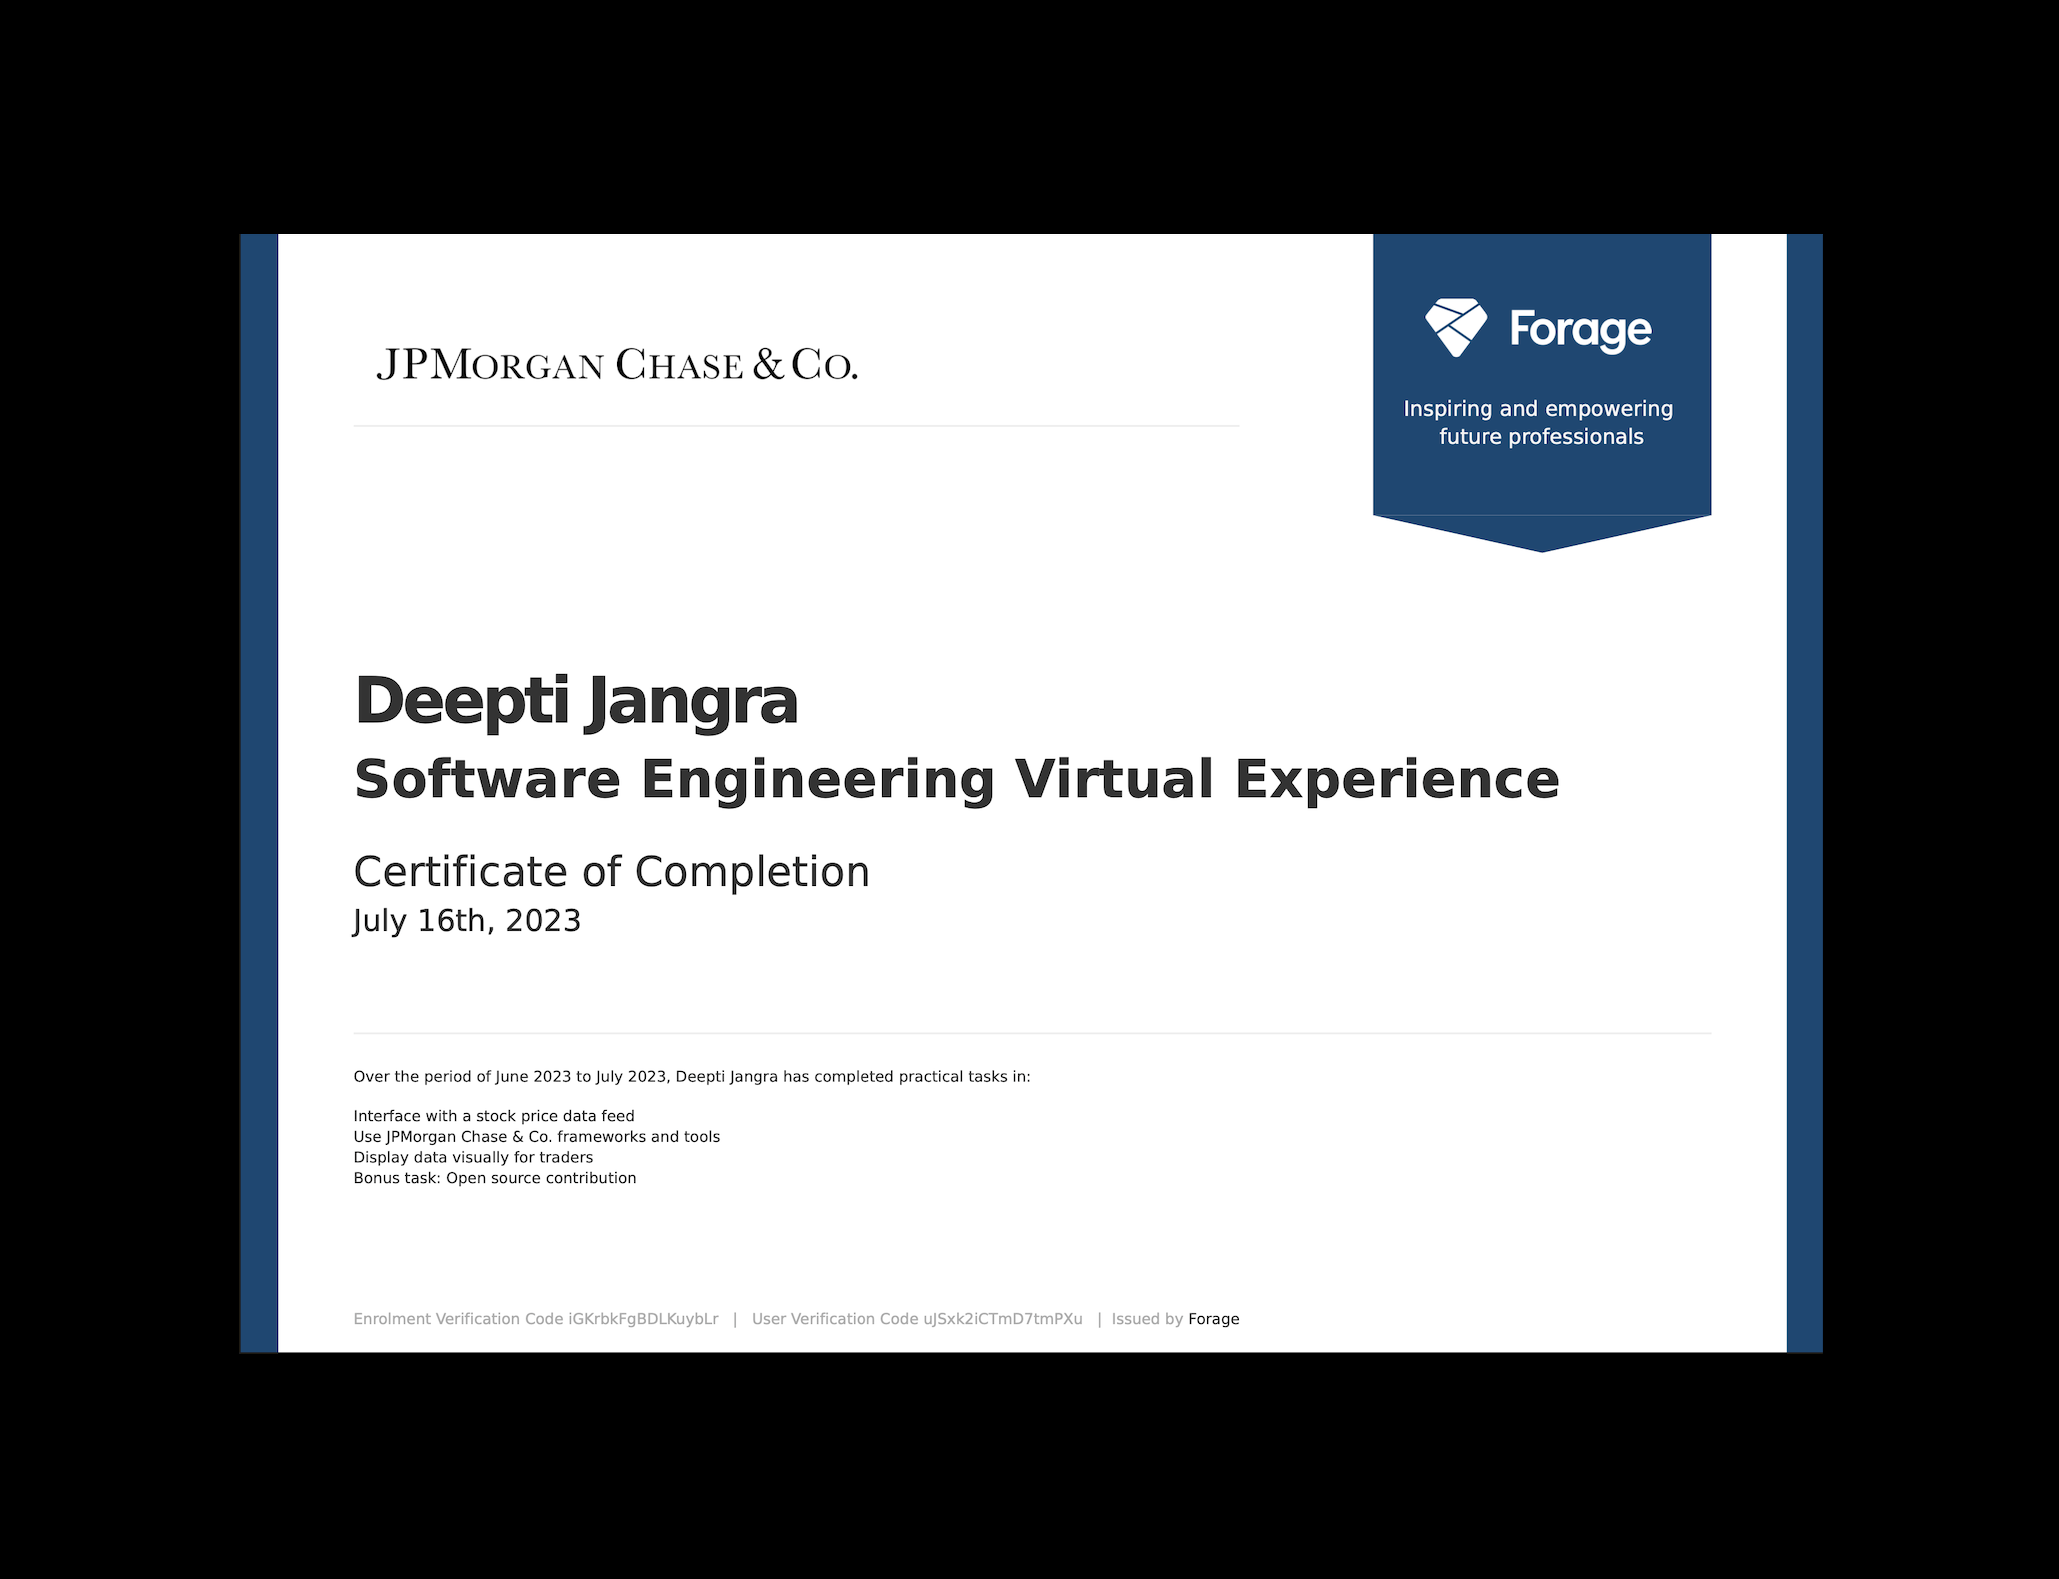 JPMORGAN CHASE & CO.
Forage
Inspiring and empowering
future professionals
Deepti Jangra
Software Engineering Virtual Experience
Certificate of Completion
July 16th, 2023
Over the period of June 2023 to July 2023, Deepti Jangra has completed practical tasks in:
Interface with a stock price data feed
Use JPMorgan Chase & Co. frameworks and tools
Display data visually for traders
Bonus task: Open source contribution
Enrolment Verification Code iGKrbkFgBDLKuybLr | User Verification Code uJSxk2iCTmD7tmPXu | Issued by Forage